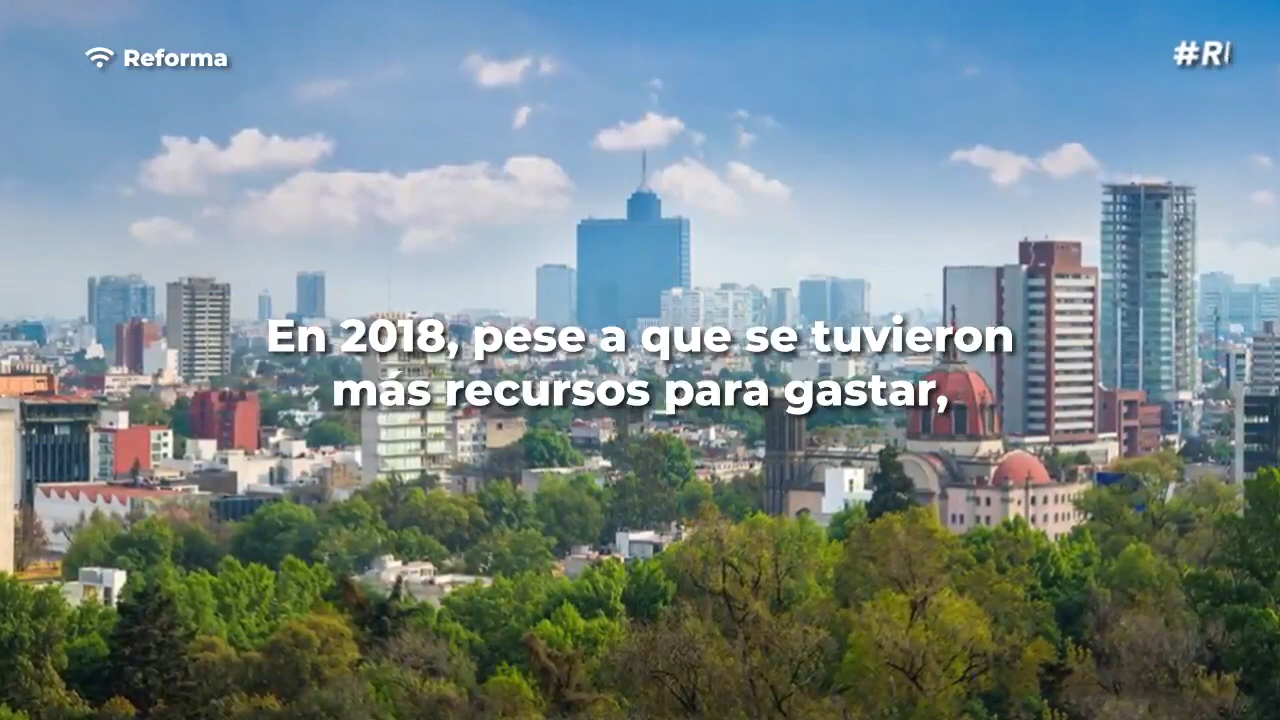 Reforma
#R
En 2018, pese a que se tuvieron
más recursos para gastar,